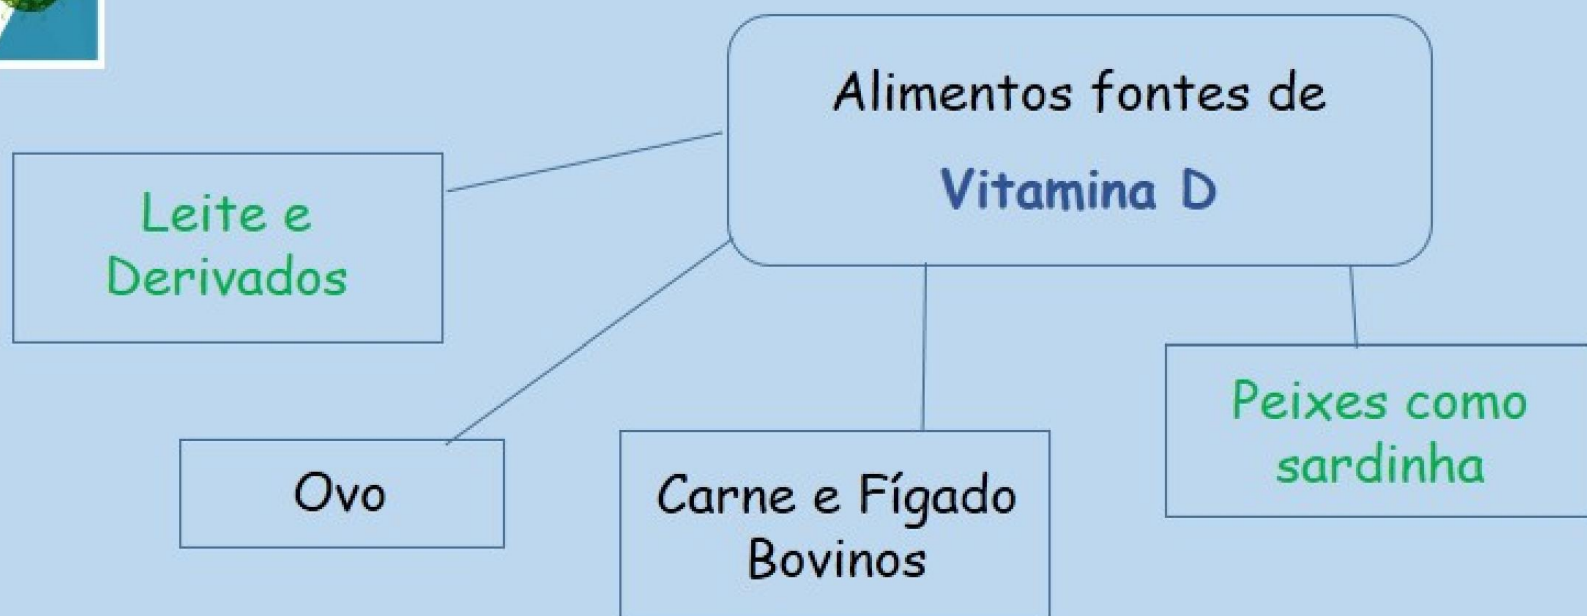 Alimentos fontes de
Vitamina D
Leite e
Derivados
Ovo
Carne e Fígado
Bovinos
Peixes como
sardinha